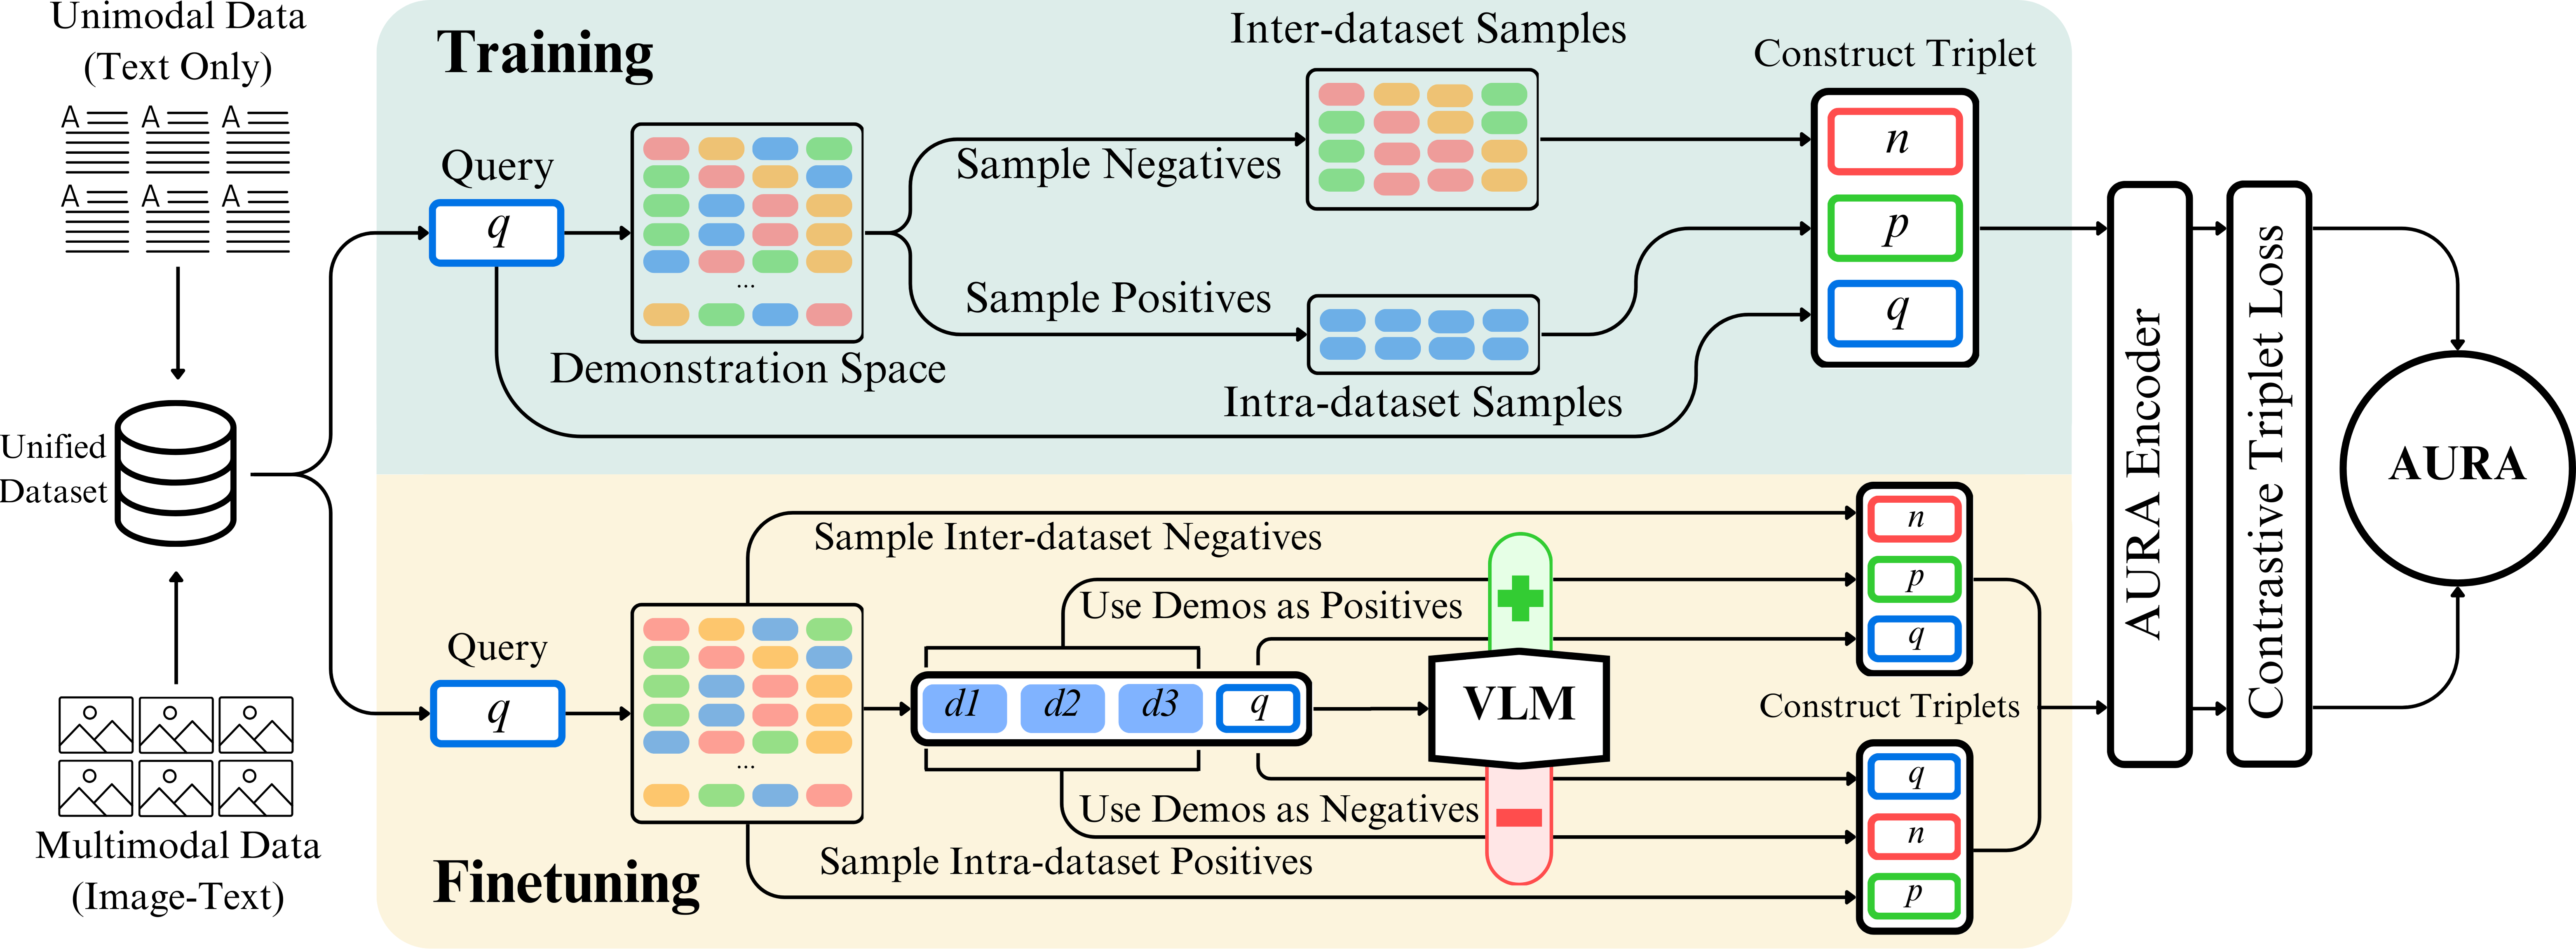 Unimodal Data
(Text Only)
A A A
A A A
Unified
Dataset
Multimodal Data
(Image-Text)
Training
Query
q
...
Demonstration Space
Sample Negatives
Sample Positives
Inter-dataset Samples
Intra-dataset Samples
Construct Triplet
n
p
q
Finetuning
Query
q
...
Sample Inter-dataset Negatives
Use Demos as Positives
d1 d2 d3 q
Use Demos as Negatives
Sample Intra-dataset Positives
VLM
n
p
q
Construct Triplets
q
n
p
AURA Encoder
Contrastive Triplet Loss
AURA